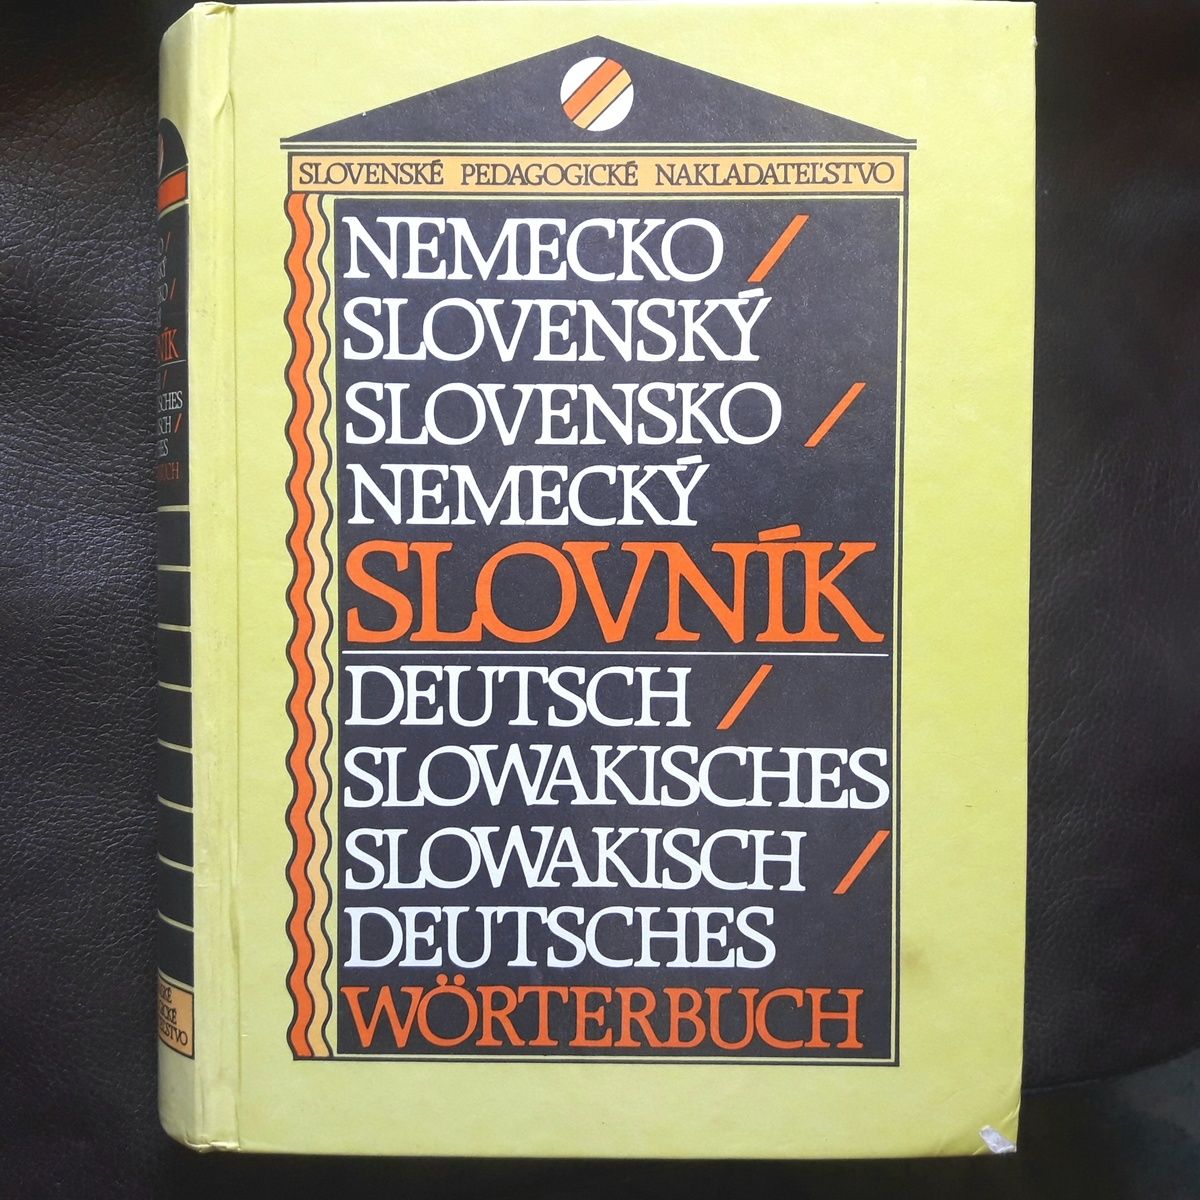 SLOVENSKÉ PEDAGOGICKÉ NAKLADATEĽSTVO
NEMECKO /
SLOVENSKÝ
SLOVENSKO /
NEMECKÝ
SLOVNÍK
DEUTSCH /
SLOWAKISCHES
SLOWAKISCH /
DEUTSCHES
WÖRTERBUCH